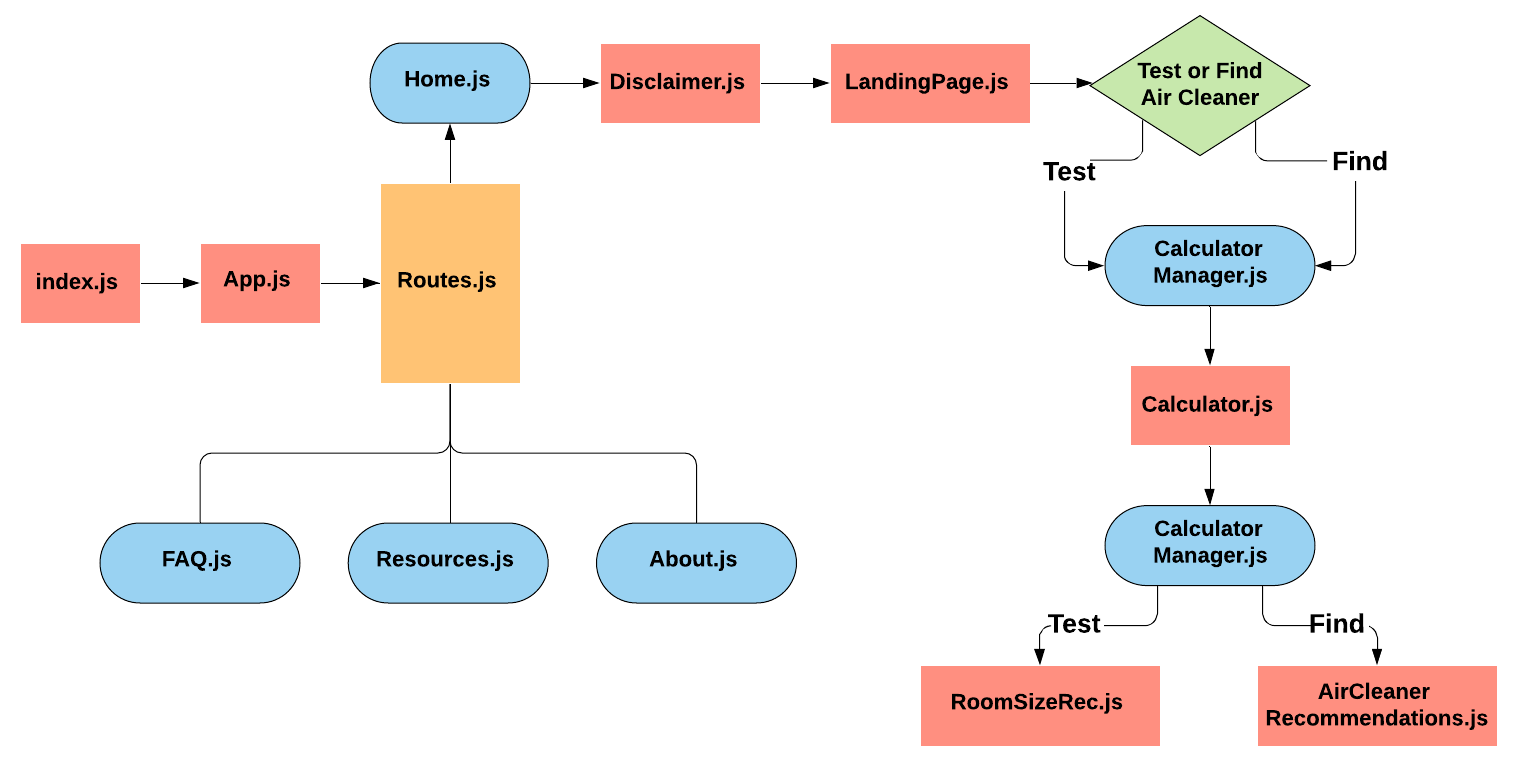 Home.js
Disclaimer.js
LandingPage.js
Test or Find
Air Cleaner
Test
Find
index.js
App.js
Routes.js
Calculator
Manager.js
Calculator.js
Calculator
Manager.js
FAQ.js
Resources.js
About.js
Test
Find
RoomSizeRec.js
AirCleaner
Recommendations.js